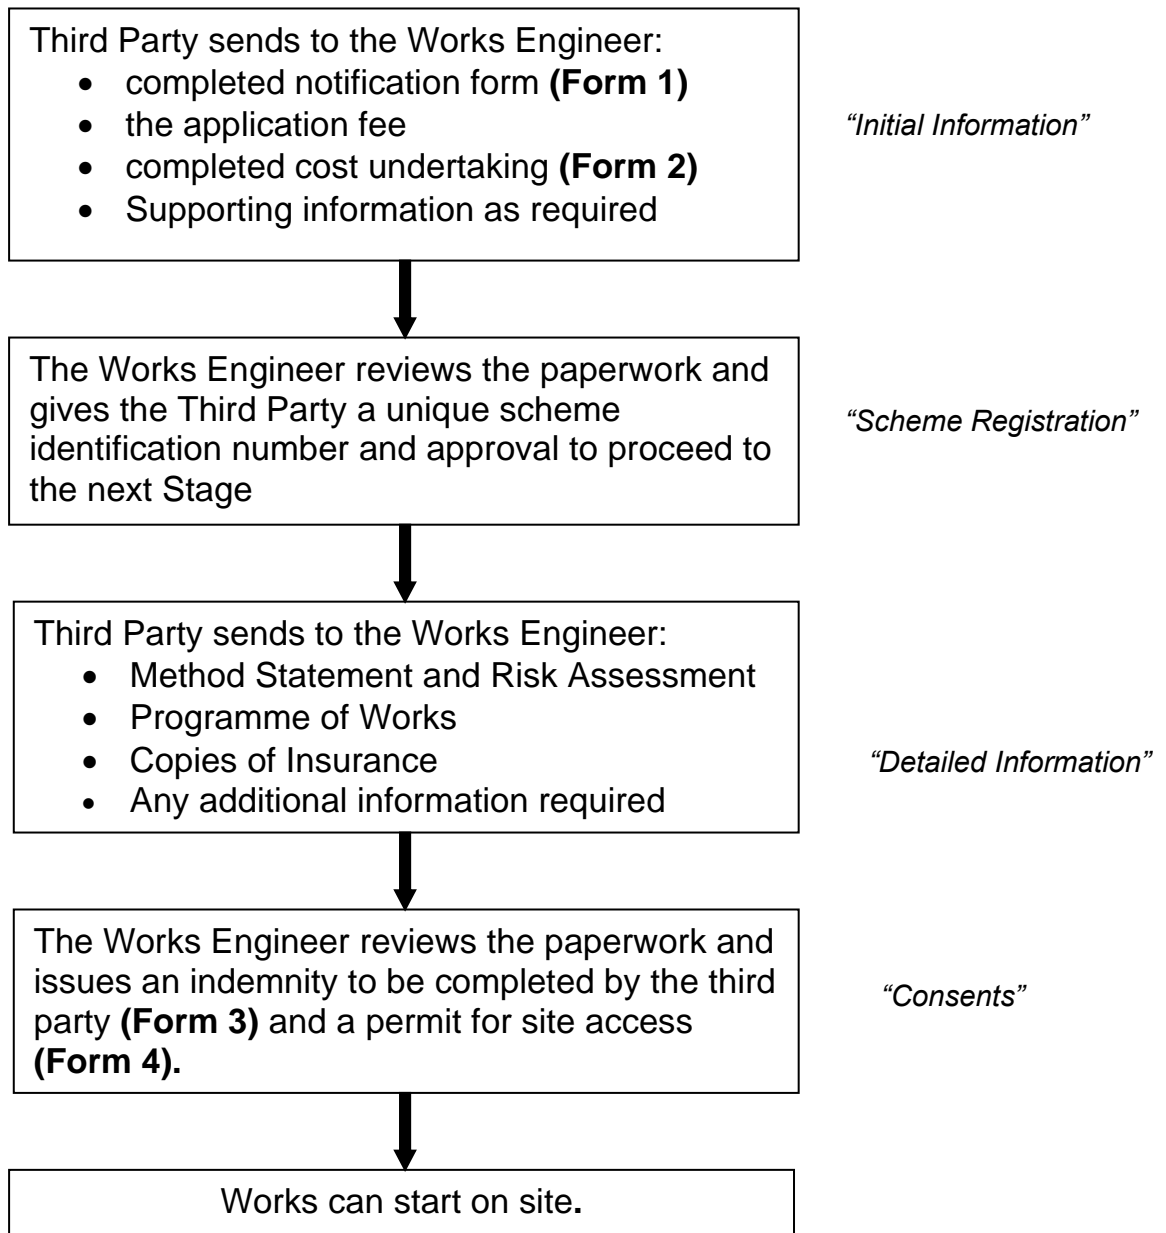 Third Party sends to the Works Engineer:
• completed notification form (Form 1)
• the application fee
• completed cost undertaking (Form 2)
• Supporting information as required
“Initial Information”
The Works Engineer reviews the paperwork and
gives the Third Party a unique scheme
identification number and approval to proceed to
the next Stage
“Scheme Registration”
Third Party sends to the Works Engineer:
• Method Statement and Risk Assessment
• Programme of Works
• Copies of Insurance
• Any additional information required
“Detailed Information”
The Works Engineer reviews the paperwork and
issues an indemnity to be completed by the third
party (Form 3) and a permit for site access
(Form 4).
“Consents”
Works can start on site.